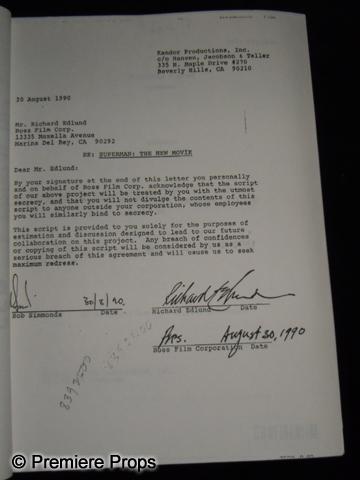 Kandor Productions, Inc.
c/o Hansen, Jacobson & Teller
335 N. Maple Drive #270
Beverly Hills, CA 90210
30 August 1990
Mr. Richard Edlund
Boss Film Corp.
13335 Maxella Avenue
Marina Del Rey, CA 90292
RE: SUPERMAN: THE NEW MOVIE
Dear Mr. Edlund:
By your signature at the end of this letter you personally
and on behalf of Boss Film Corp. acknowledge that the script
of our above project will be treated by you with the utmost
secrecy, and that you will not divulge the contents of this
script to anyone outside your corporation, whose employees
you will similarly bind to secrecy.
This script is provided to you solely for the purposes of
estimation and discussion designed to lead to our future
collaboration on this project. Any breach of confidences
or copying of this script will be considered by us as a
serious breach of this agreement and will cause us to seek
maximum redress.
30/8/90.
Richard Edlund
Bob Simmonds Date
Richard Edlund Date
Pres. August 30, 1990
Boss Film Corporation Date
© Premiere Props